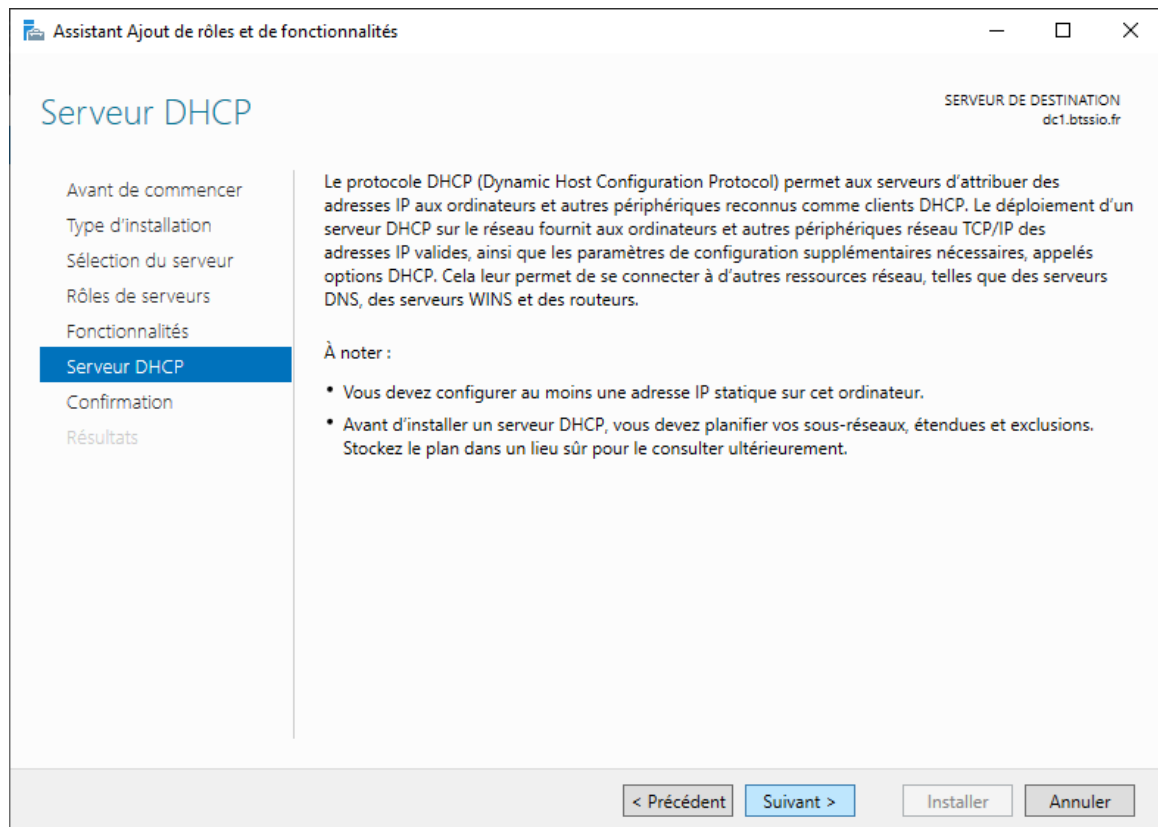 Assistant Ajout de rôles et de fonctionnalités
Serveur DHCP
SERVEUR DE DESTINATION
dc1.btssio.fr
Avant de commencer
Type d'installation
Sélection du serveur
Rôles de serveurs
Fonctionnalités
Serveur DHCP
Confirmation
Résultats
Le protocole DHCP (Dynamic Host Configuration Protocol) permet aux serveurs d'attribuer des
adresses IP aux ordinateurs et autres périphériques reconnus comme clients DHCP. Le déploiement d'un
serveur DHCP sur le réseau fournit aux ordinateurs et autres périphériques réseau TCP/IP des
adresses IP valides, ainsi que les paramètres de configuration supplémentaires nécessaires, appelés
options DHCP. Cela leur permet de se connecter à d'autres ressources réseau, telles que des serveurs
DNS, des serveurs WINS et des routeurs.
À noter :
• Vous devez configurer au moins une adresse IP statique sur cet ordinateur.
• Avant d'installer un serveur DHCP, vous devez planifier vos sous-réseaux, étendues et exclusions.
Stockez le plan dans un lieu sûr pour le consulter ultérieurement.
< Précédent
Suivant >
Installer
Annuler